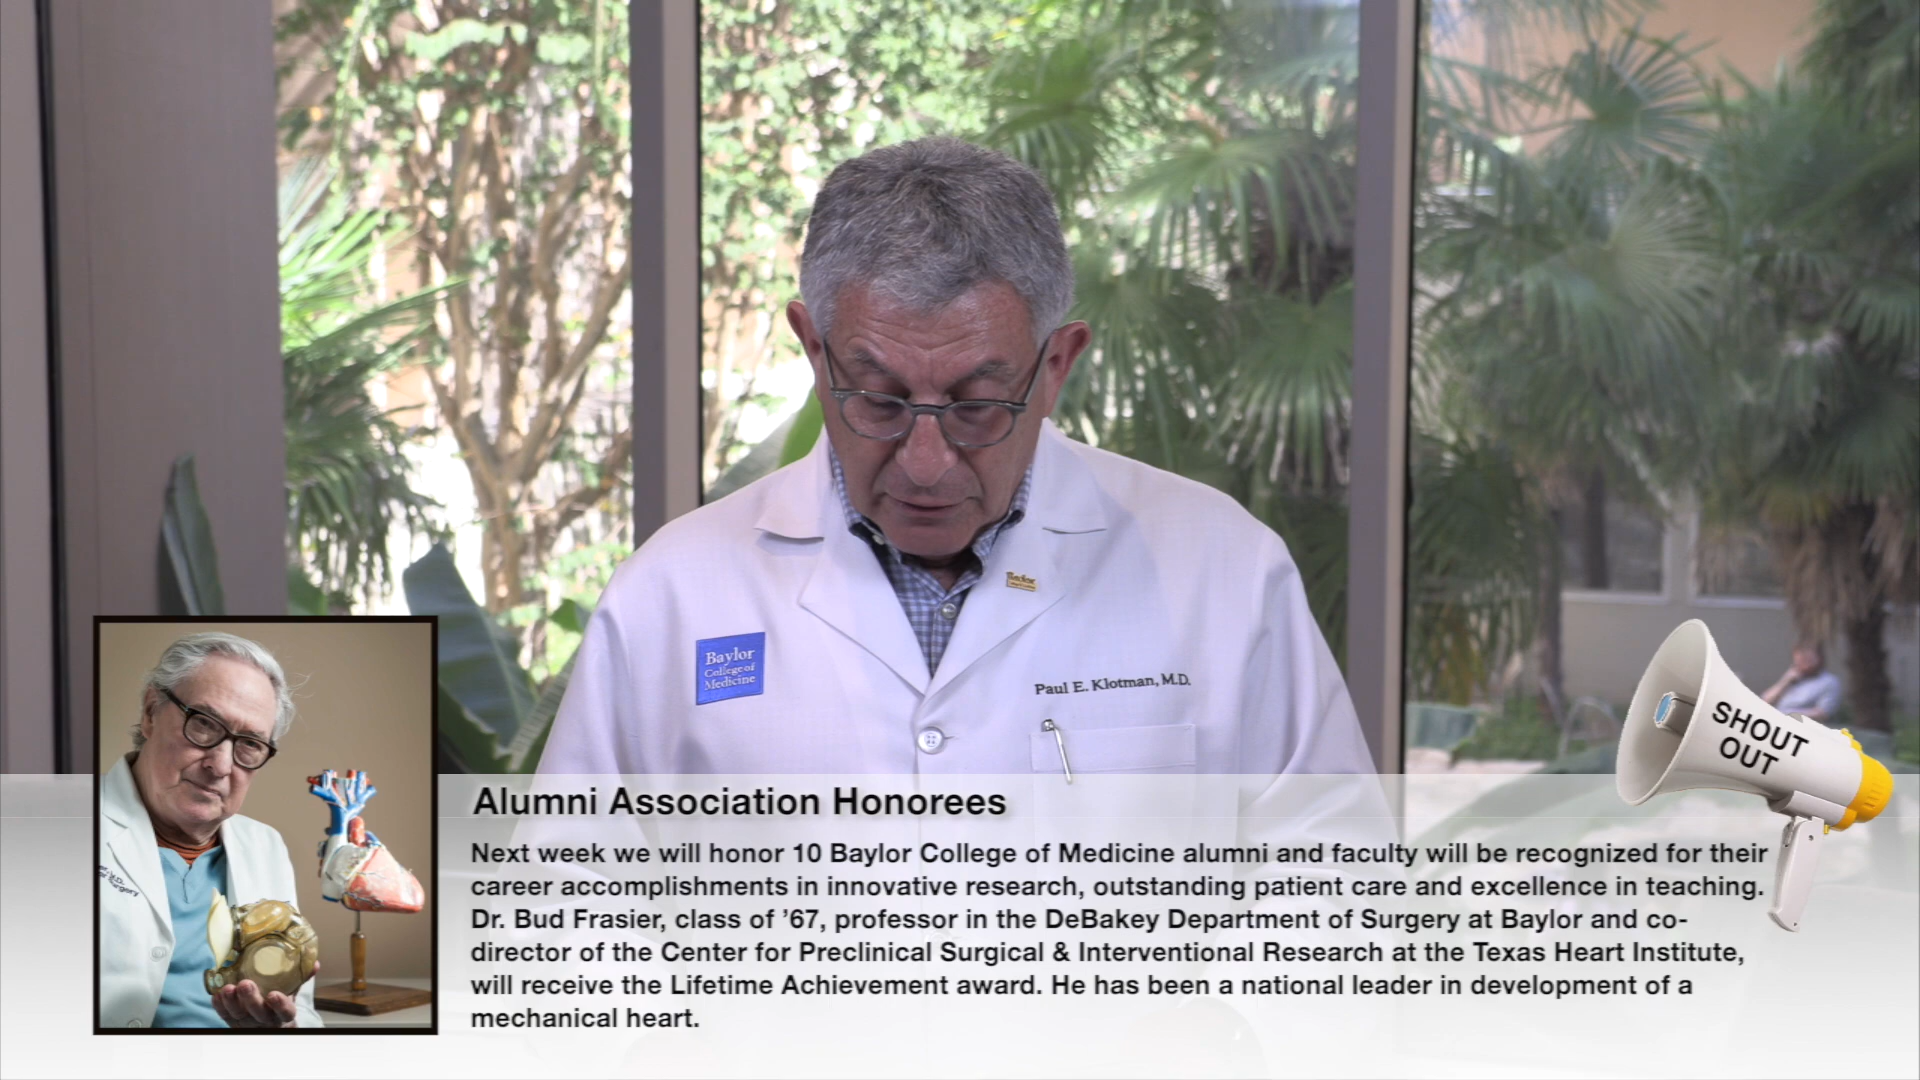 Baylor
College of
Medicine
Paul E. Klotman, M.D.
SHOUT
OUT
Alumni Association Honorees
Next week we will honor 10 Baylor College of Medicine alumni and faculty will be recognized for their
career accomplishments in innovative research, outstanding patient care and excellence in teaching.
Dr. Bud Frasier, class of ’67, professor in the DeBakey Department of Surgery at Baylor and co-
director of the Center for Preclinical Surgical & Interventional Research at the Texas Heart Institute,
will receive the Lifetime Achievement award. He has been a national leader in development of a
mechanical heart.